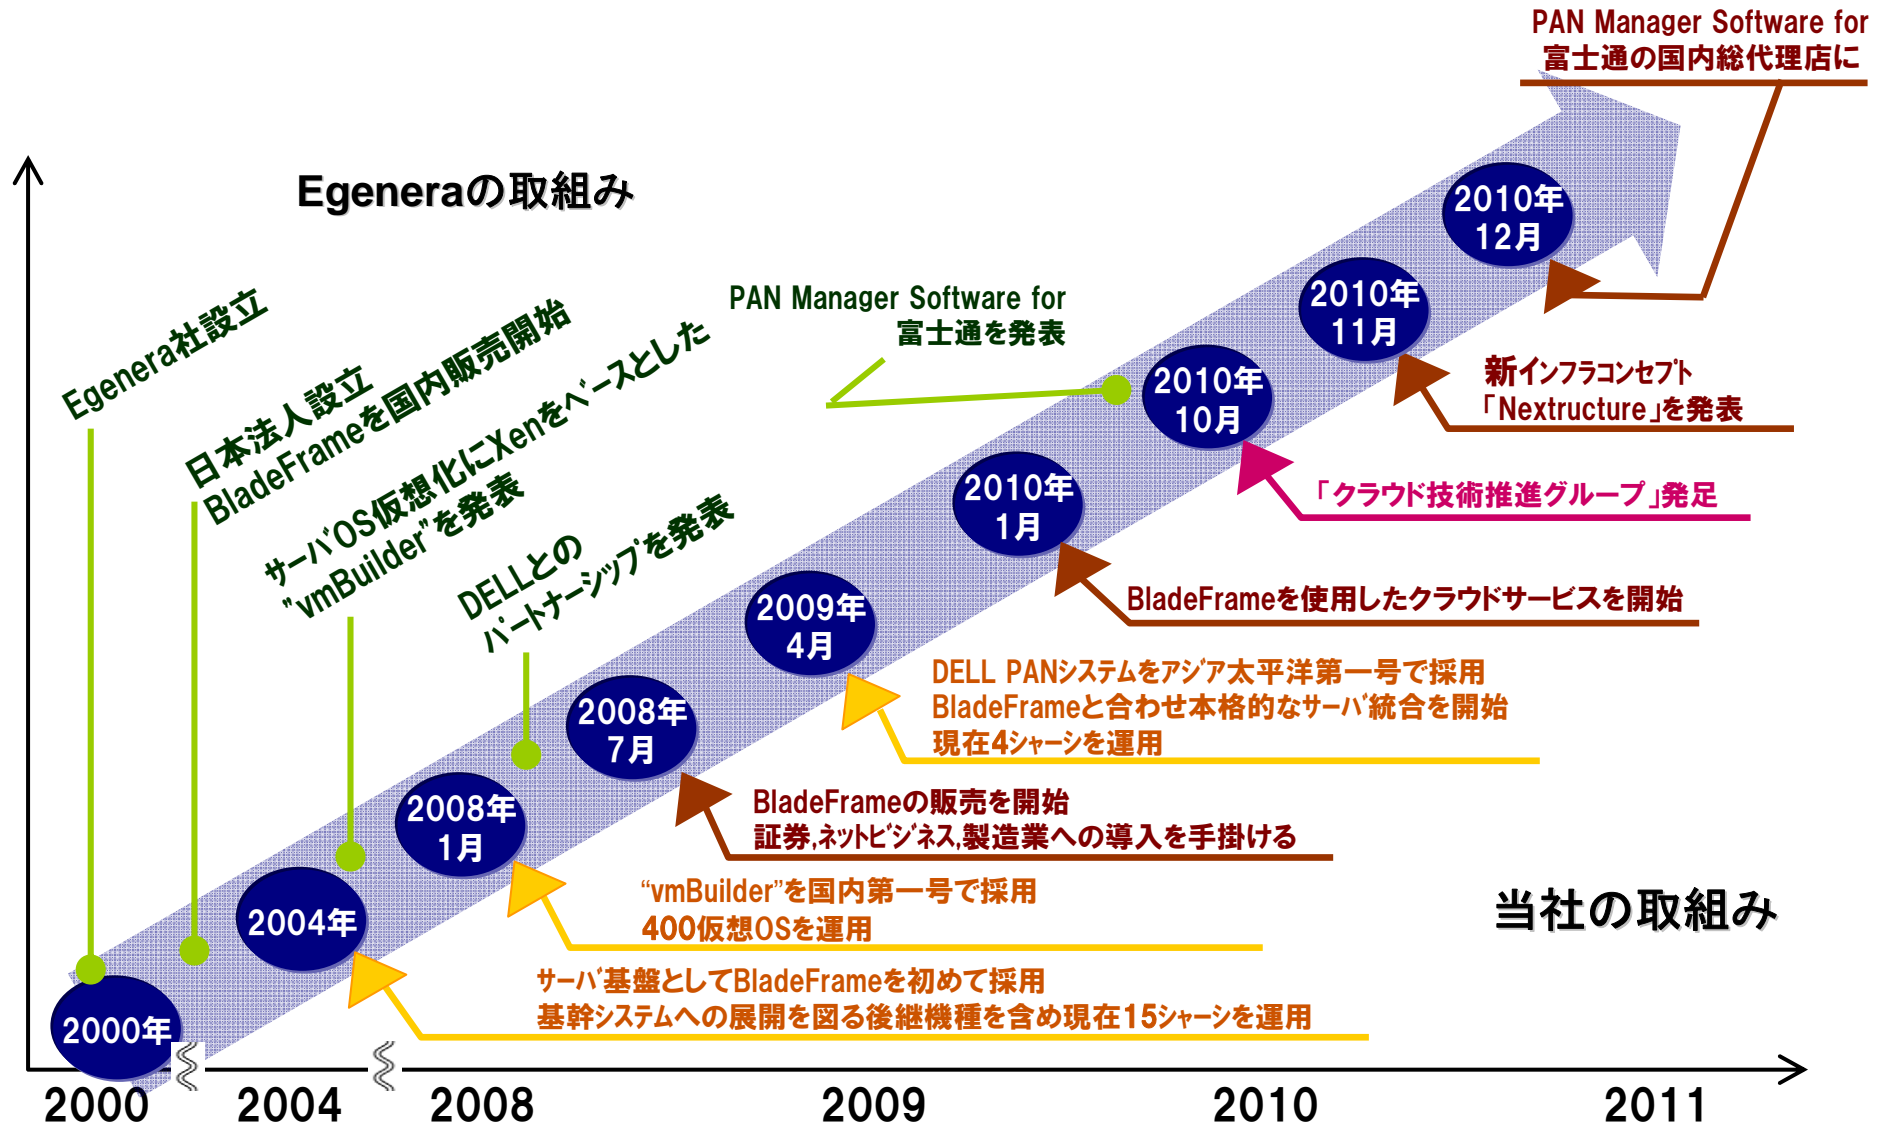 PAN Manager Software for
富士通の国内総代理店に
Egeneraの取組み
Egenera社設立
日本法人設立
BladeFrameを国内販売開始
サーバOS仮想化にXenをベースとした
"vmBuilder"を発表
DELLとの
パートナーシップを発表
PAN Manager Software for
富士通を発表
2010年
12月
2010年
11月
2010年
10月
2010年
1月
2009年
4月
2008年
7月
2008年
1月
2004年
2000年
新インフラコンセプト
「Nextructure」を発表
「クラウド技術推進グループ」発足
BladeFrameを使用したクラウドサービスを開始
DELL PANシステムをアジア太平洋第一号で採用
BladeFrameと合わせ本格的なサーバ統合を開始
現在4シャーシを運用
BladeFrameの販売を開始
証券,ネットビジネス,製造業への導入を手掛ける
“vmBuilder”を国内第一号で採用
400仮想OSを運用
サーバ基盤としてBladeFrameを初めて採用
基幹システムへの展開を図る後継機種を含め現在15シャーシを運用
当社の取組み
2000
2004
2008
2009
2010
2011